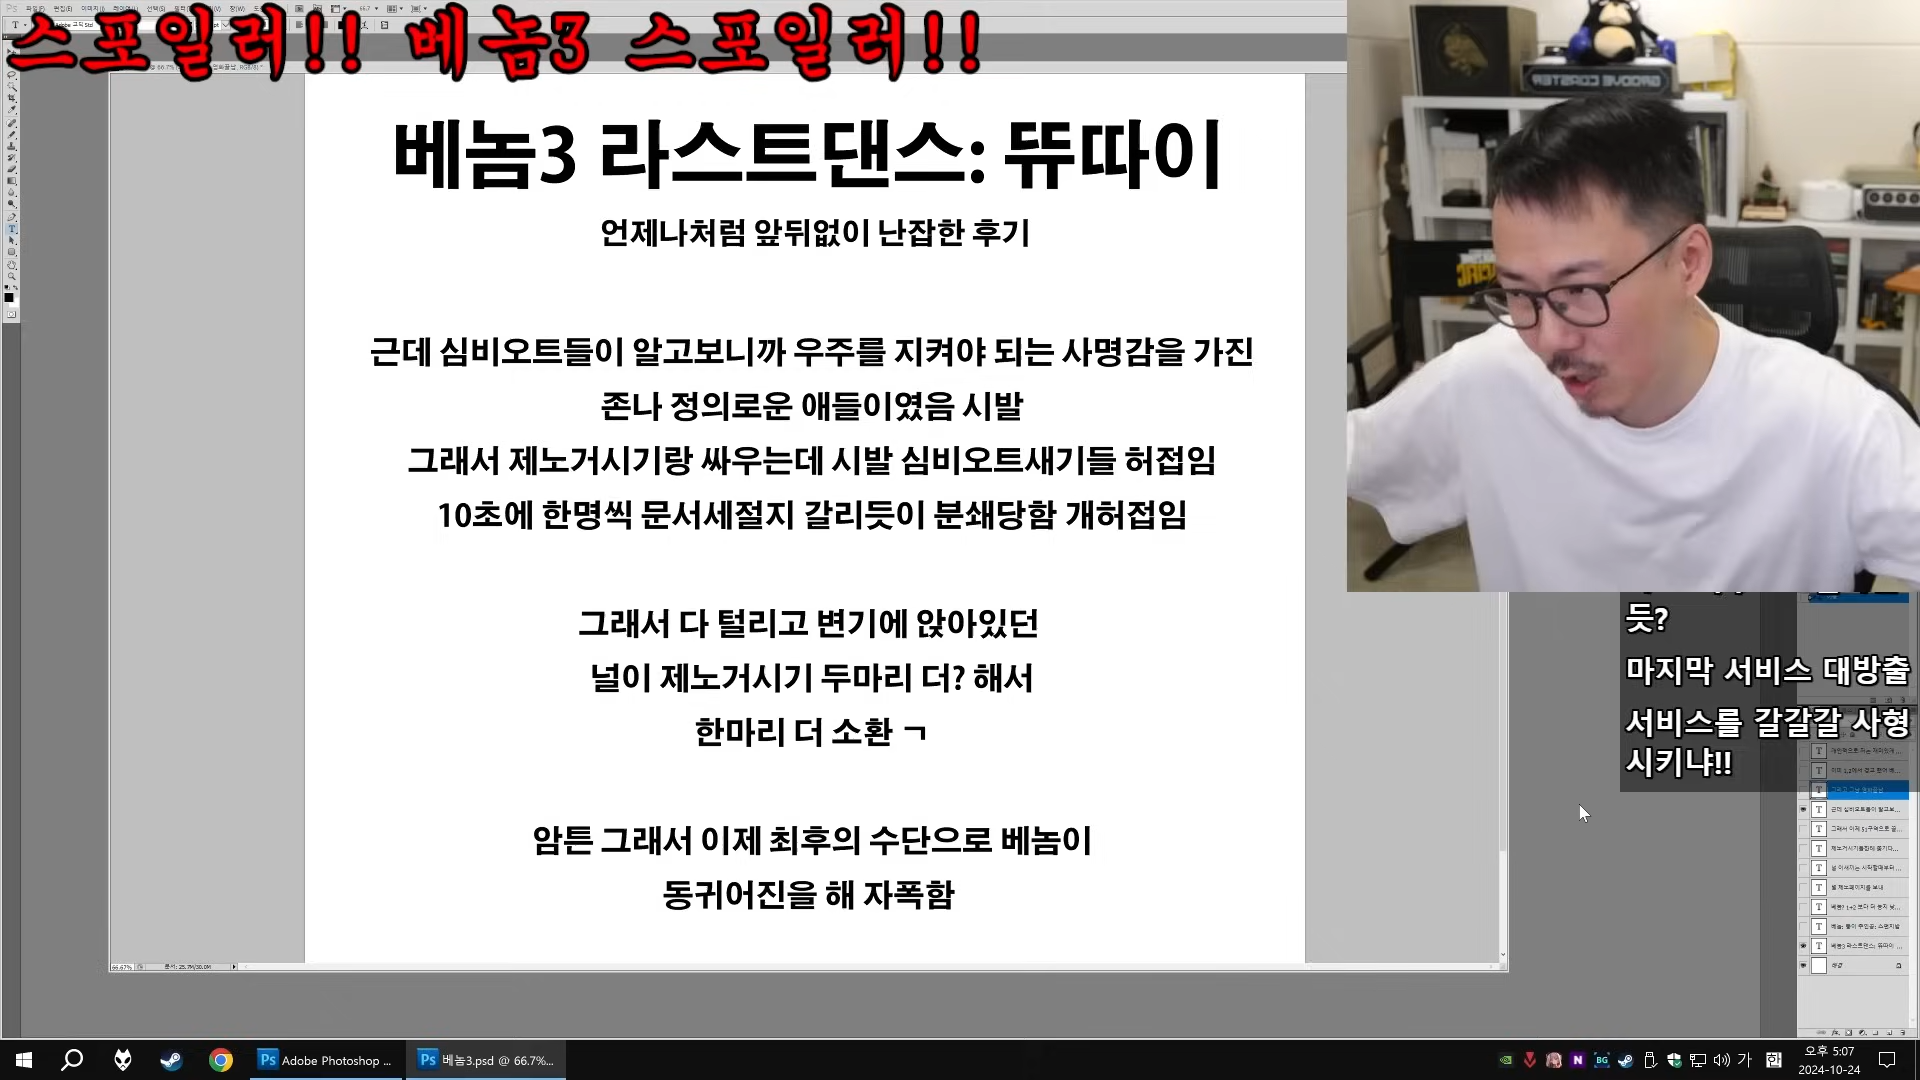 스포일러!! 베놈3 스포일러!!
베놈3 라스트댄스: 뜌따이
언제나처럼 앞뒤없이 난잡한 후기
근데 심비오트들이 알고보니까 우주를 지켜야 되는 사명감을 가진
존나 정의로운 애들이였음 시발
그래서 제노거시기랑 싸우는데 시발 심비오트새기들 허접임
10초에 한명씩 문서세절지 갈리듯이 분쇄당함 개허접임
그래서 다 털리고 변기에 앉아있던
널이 제노거시기 두마리 더? 해서
한마리 더 소환 ㄱ
암튼 그래서 이제 최후의 수단으로 베놈이
동귀어진을 해 자폭함
듯?
마지막 서비스 대방출
서비스를 갈갈갈 사형
시키냐!!
GROOVE COASTER
66.67%
Adobe Photoshop ...
베놈3.psd @ 66.7%...
가
한
오후 5:07
2024-10-24